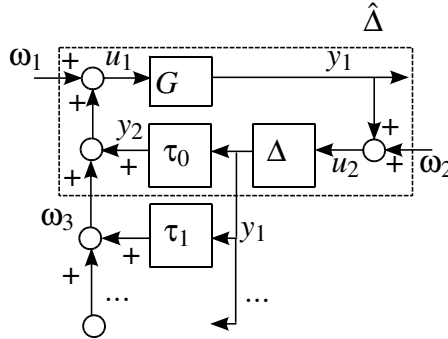 Δ̂
ω₁ + u₁ G y₁
+
y₂ + τ₀ Δ u₂ + + ω₂
+
ω₃ + τ₁ y₁
+ ... ...